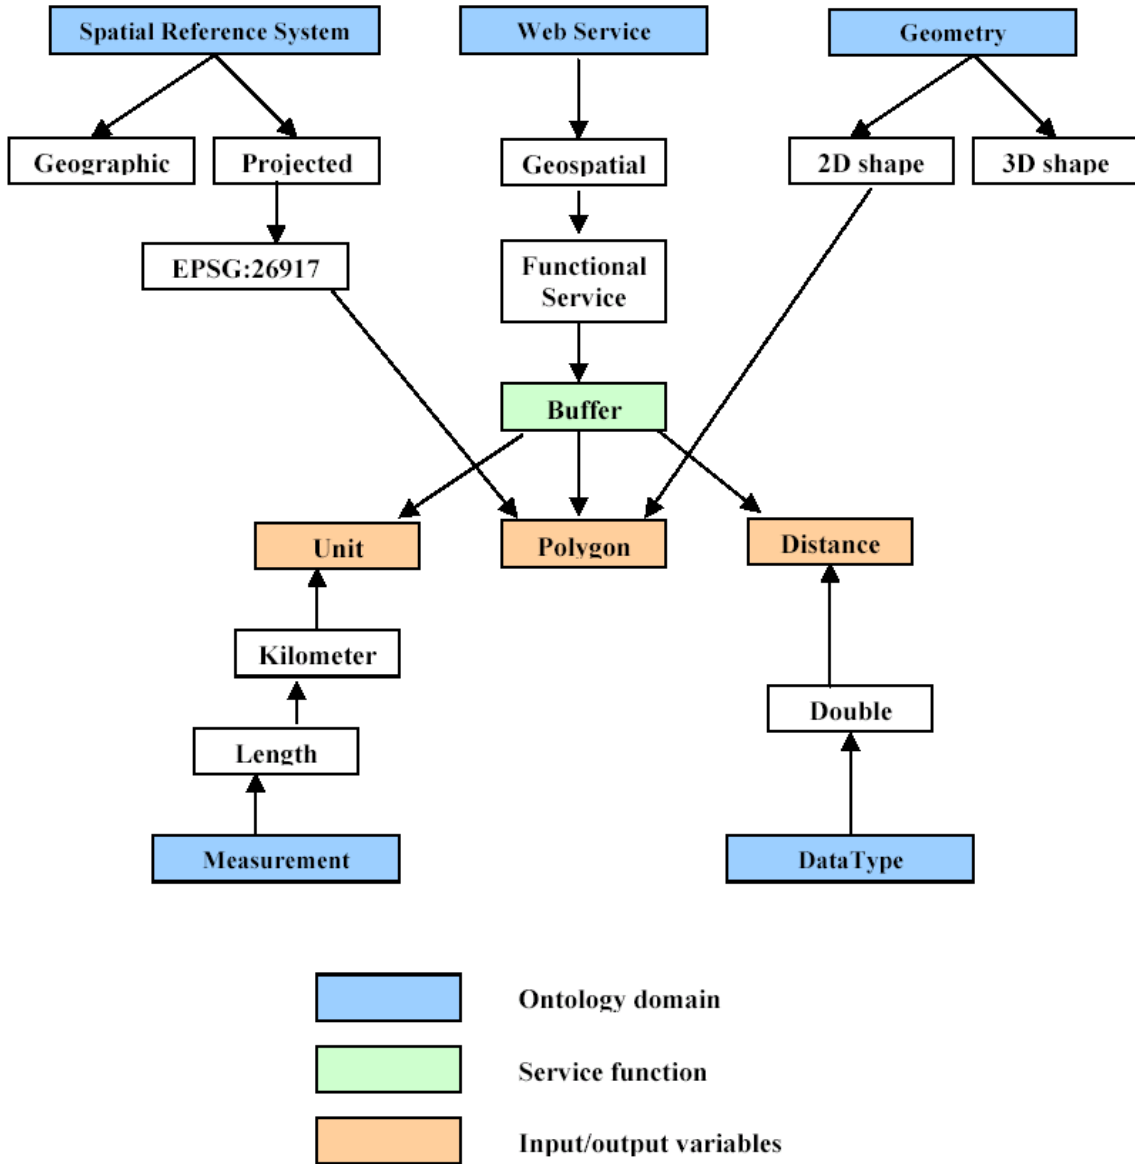 Spatial Reference System
Web Service
Geometry
Geographic
Projected
Geospatial
2D shape
3D shape
EPSG:26917
Functional
Service
Buffer
Unit
Polygon
Distance
Kilometer
Double
Length
Measurement
DataType
Ontology domain
Service function
Input/output variables